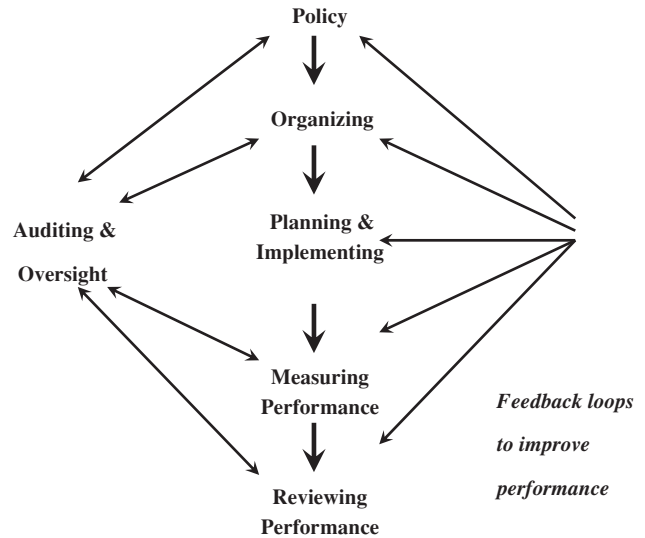 Policy
Organizing
Planning &
Implementing
Auditing &
Oversight
Measuring
Performance
Feedback loops
to improve
performance
Reviewing
Performance